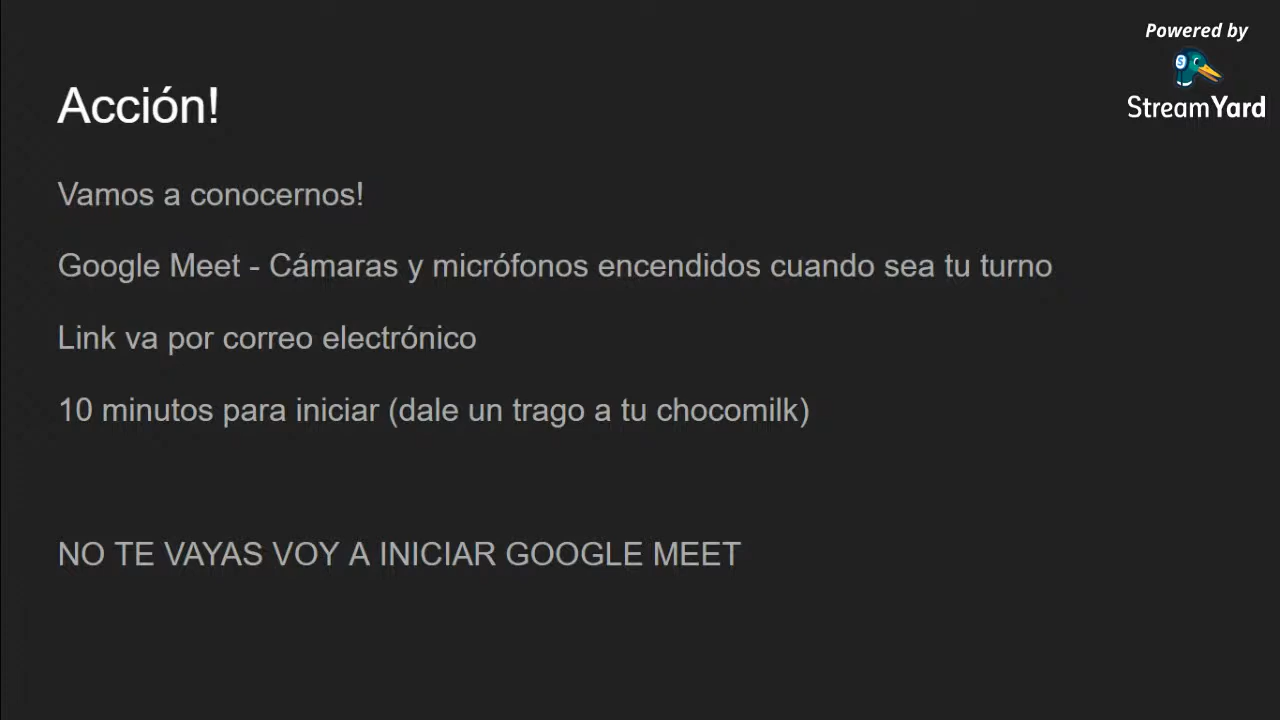 Powered by
StreamYard
Acción!
Vamos a conocernos!
Google Meet - Cámaras y micrófonos encendidos cuando sea tu turno
Link va por correo electrónico
10 minutos para iniciar (dale un trago a tu chocomilk)
NO TE VAYAS VOY A INICIAR GOOGLE MEET